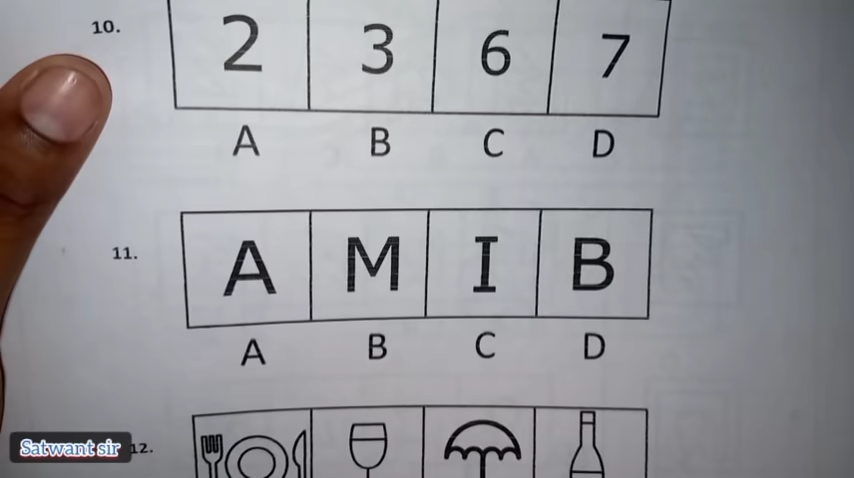 10.
2 3 6 7
A B C D
11.
A M I B
A B C D
12.
Satwant sir